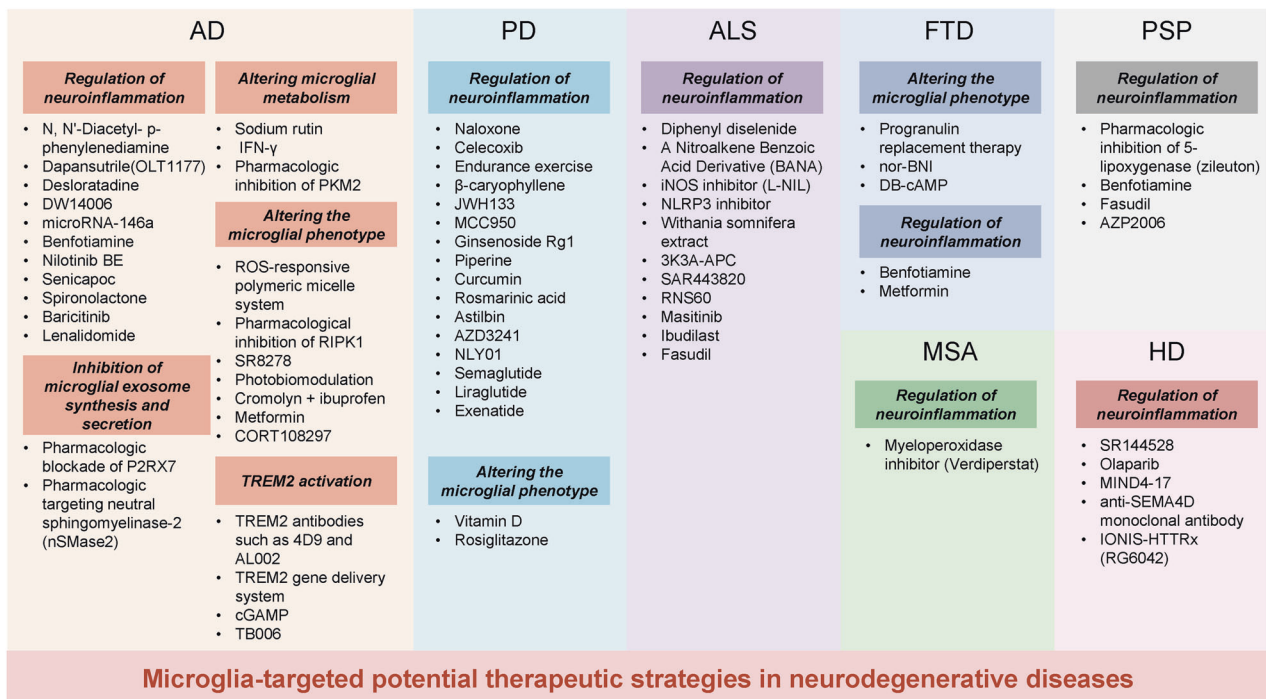 AD
Regulation of
neuroinflammation
• N, N'-Diacetyl- p-
phenylenediamine
• Dapansutrile(OLT1177)
• Desloratadine
• DW14006
• microRNA-146a
• Benfotiamine
• Nilotinib BE
• Senicapoc
• Spironolactone
• Baricitinib
• Lenalidomide
Inhibition of
microglial exosome
synthesis and
secretion
• Pharmacologic
blockade of P2RX7
• Pharmacologic
targeting neutral
sphingomyelinase-2
(nSMase2)
Altering microglial
metabolism
• Sodium rutin
• IFN-γ
• Pharmacologic
inhibition of PKM2
Altering the
microglial phenotype
• ROS-responsive
polymeric micelle
system
• Pharmacological
inhibition of RIPK1
• SR8278
• Photobiomodulation
• Cromolyn + ibuprofen
• Metformin
• CORT108297
TREM2 activation
• TREM2 antibodies
such as 4D9 and
AL002
• TREM2 gene delivery
system
• cGAMP
• TB006
PD
Regulation of
neuroinflammation
• Naloxone
• Celecoxib
• Endurance exercise
• β-caryophyllene
• JWH133
• MCC950
• Ginsenoside Rg1
• Piperine
• Curcumin
• Rosmarinic acid
• Astilbin
• AZD3241
• NLY01
• Semaglutide
• Liraglutide
• Exenatide
Altering the
microglial phenotype
• Vitamin D
• Rosiglitazone
ALS
Regulation of
neuroinflammation
• Diphenyl diselenide
• A Nitroalkene Benzoic
Acid Derivative (BANA)
• iNOS inhibitor (L-NIL)
• NLRP3 inhibitor
• Withania somnifera
extract
• 3K3A-APC
• SAR443820
• RNS60
• Masitinib
• Ibudilast
• Fasudil
FTD
Altering the
microglial phenotype
• Progranulin
replacement therapy
• nor-BNI
• DB-cAMP
Regulation of
neuroinflammation
• Benfotiamine
• Metformin
MSA
Regulation of
neuroinflammation
• Myeloperoxidase
inhibitor (Verdiperstat)
PSP
Regulation of
neuroinflammation
• Pharmacologic
inhibition of 5-
lipoxygenase (zileuton)
• Benfotiamine
• Fasudil
• AZP2006
HD
Regulation of
neuroinflammation
• SR144528
• Olaparib
• MIND4-17
• anti-SEMA4D
monoclonal antibody
• IONIS-HTTRx
(RG6042)
Microglia-targeted potential therapeutic strategies in neurodegenerative diseases